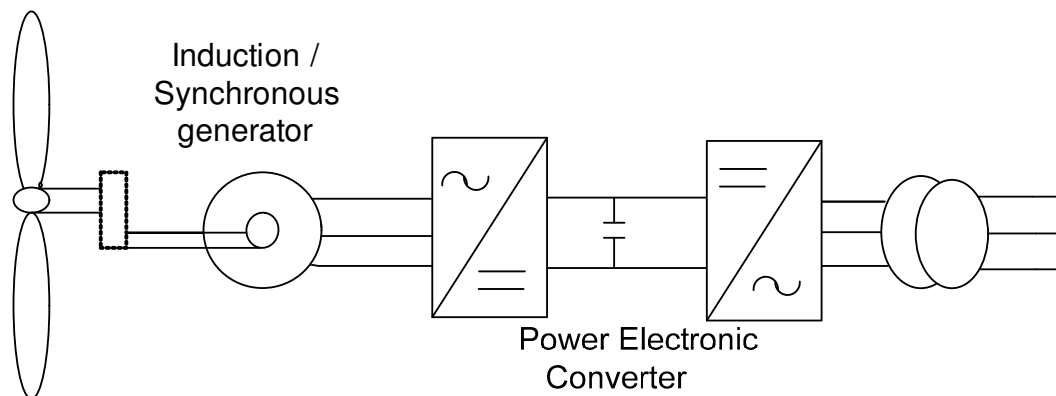 Induction /
Synchronous
generator
Power Electronic
Converter